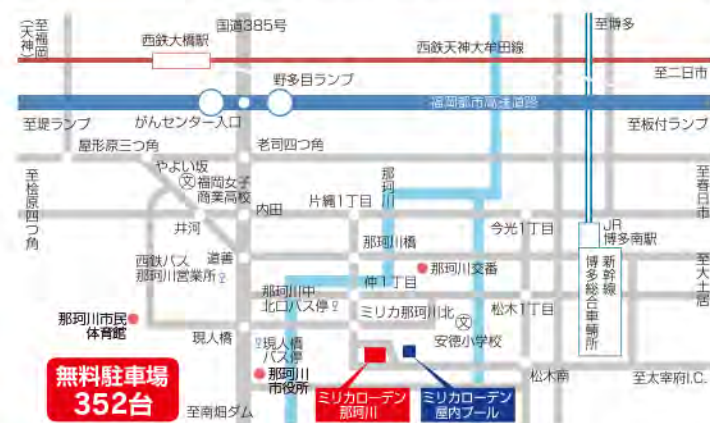 至福岡
(天神)
国道385号
至博多
西鉄大橋駅
西鉄天神大牟田線
至二日市
野多目ランプ
福岡都市高速道路
至堤ランプ
がんセンター入口
至板付ランプ
屋形原三つ角
老司四つ角
至桧原四つ角
やよい坂
文
福岡女子
商業高校
那珂川
至春日市
内田
片縄1丁目
井河
今光1丁目
JR
博多南駅
那珂川橋
西鉄バス
那珂川営業所
道善
那珂川交番
新幹線
博多総合車輌所
至大土居
仲1丁目
那珂川中
北口バス停
ミリカ那珂川北
松木1丁目
文
安徳小学校
那珂川市民
体育館
現人橋
現人橋
バス停
那珂川
市役所
無料駐車場
352台
ミリカローデン
那珂川
ミリカローデン
屋内プール
松木南
至太宰府I.C.
至南畑ダム